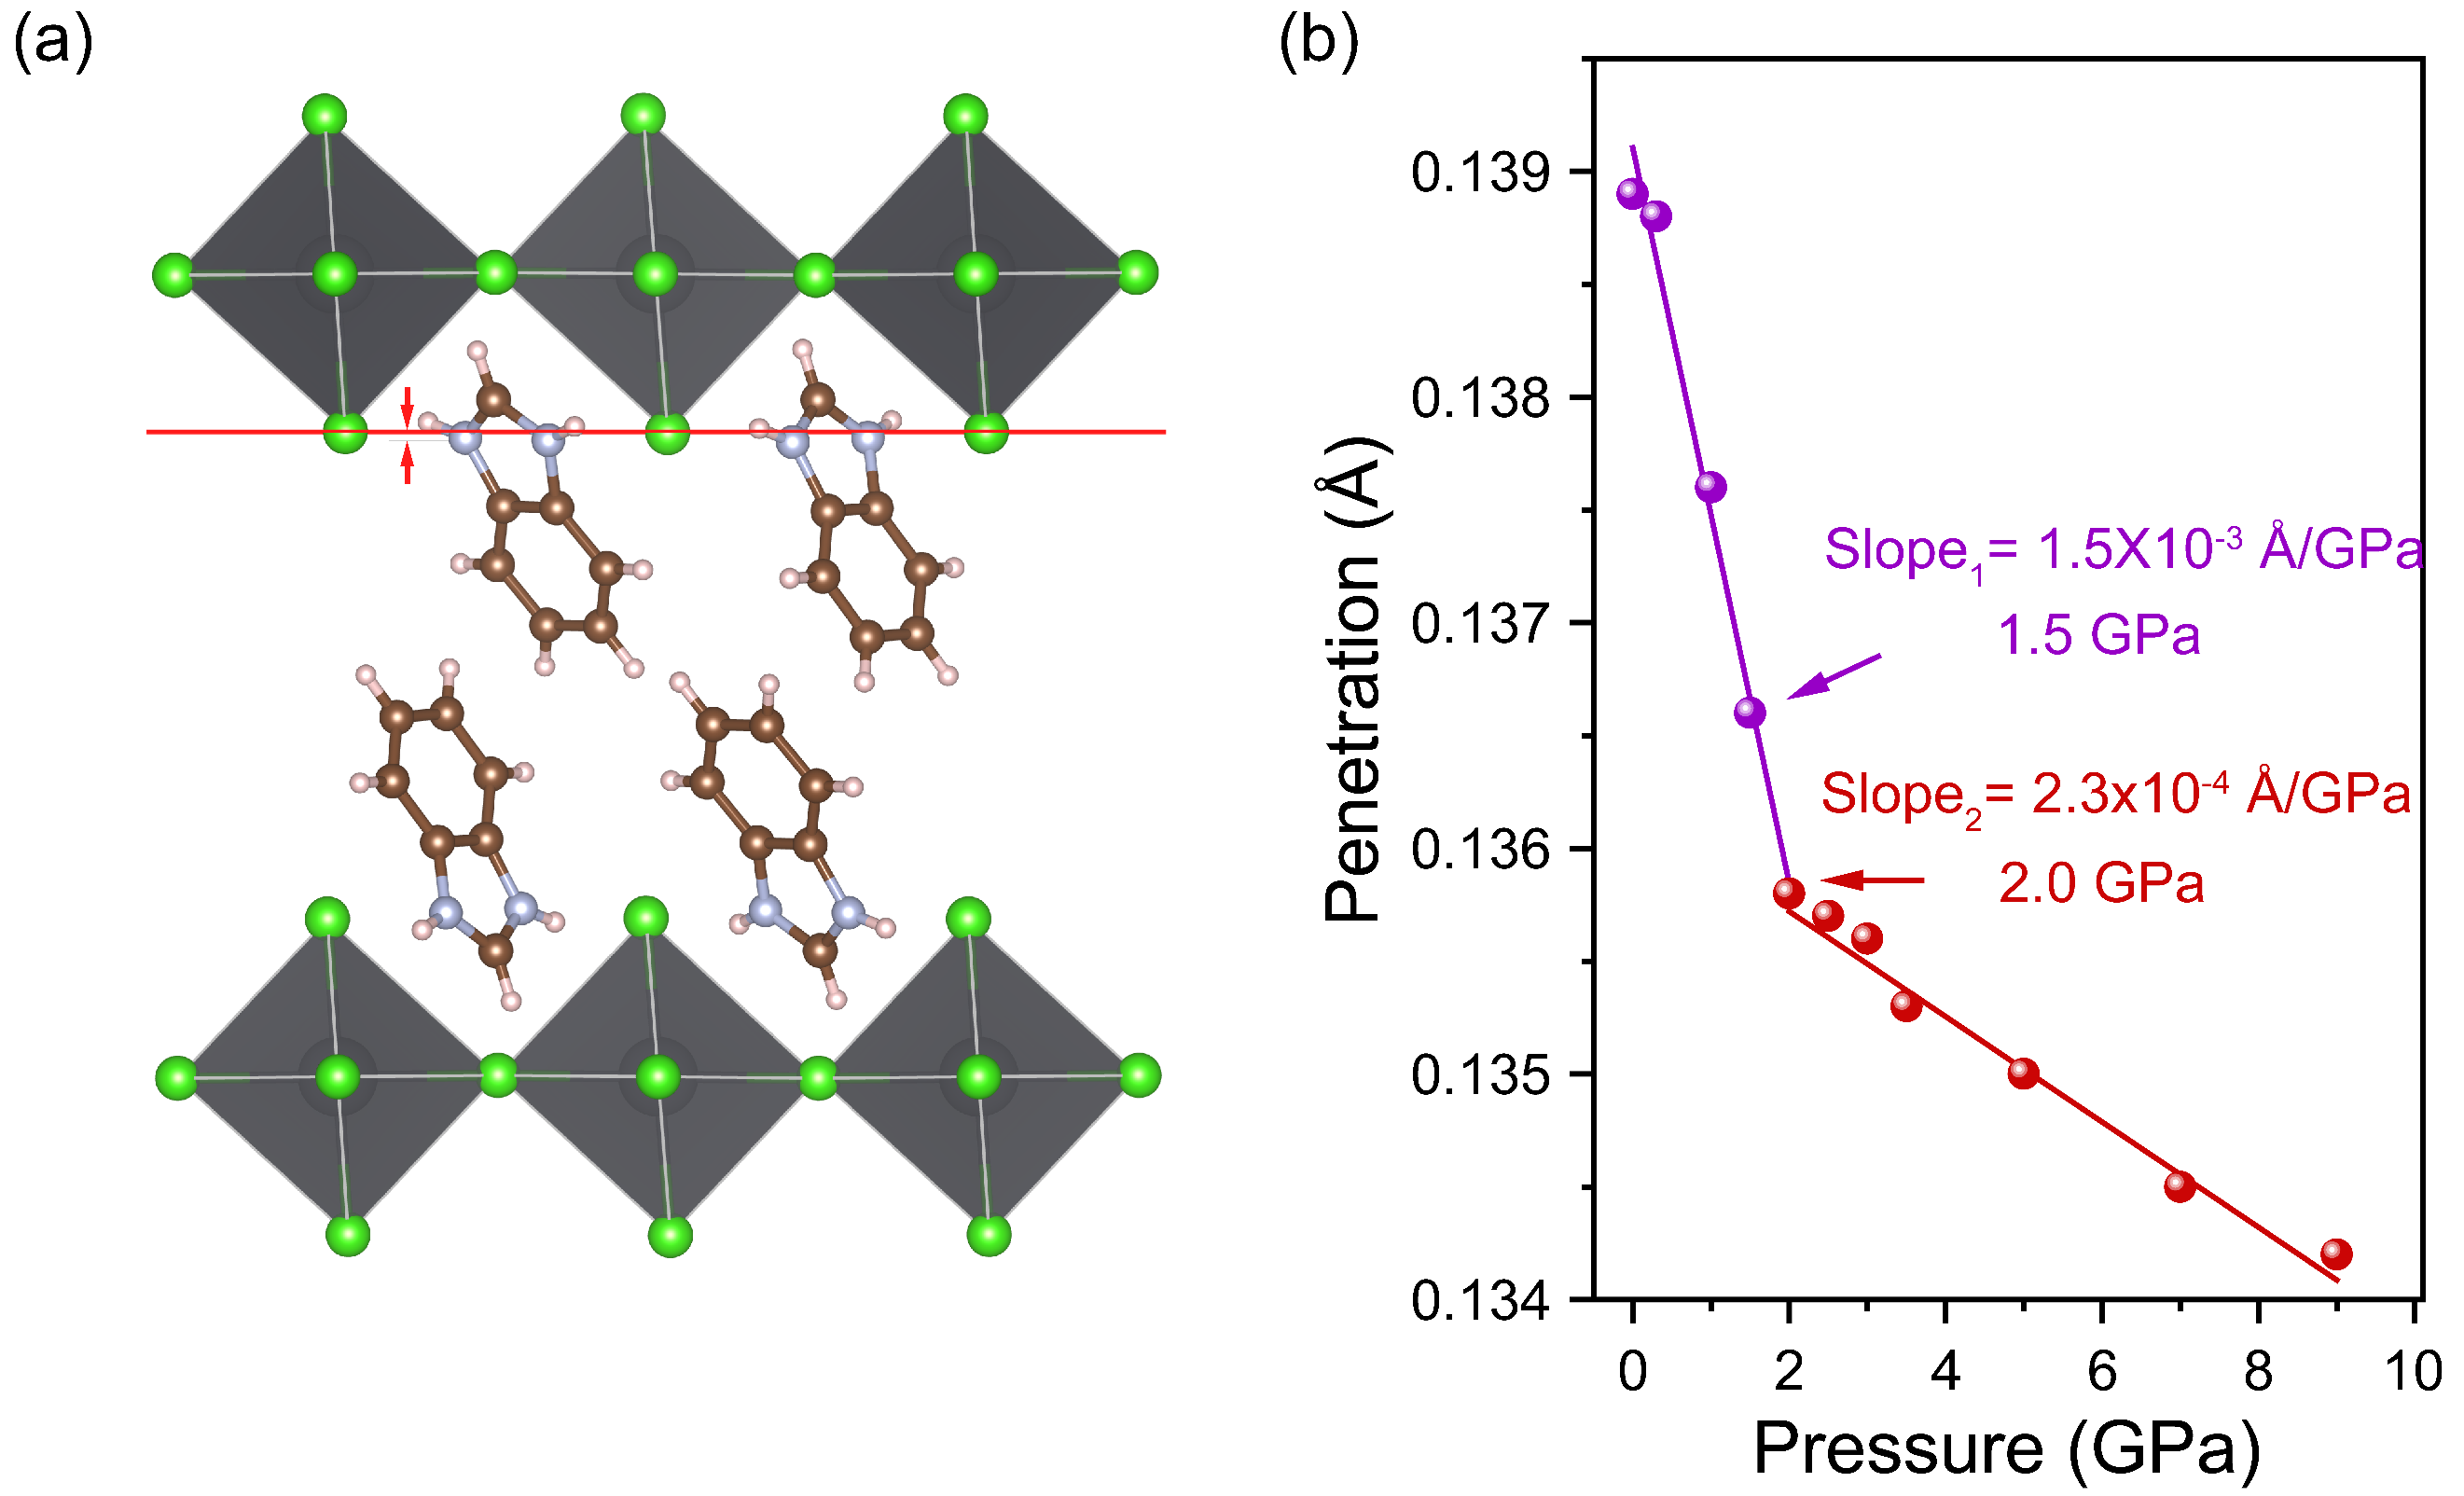 (a)
(b)
0.139
0.138
0.137
0.136
0.135
0.134
Penetration (Å)
Slope₁= 1.5X10⁻³ Å/GPa
1.5 GPa
Slope₂= 2.3x10⁻⁴ Å/GPa
2.0 GPa
0 2 4 6 8 10
Pressure (GPa)